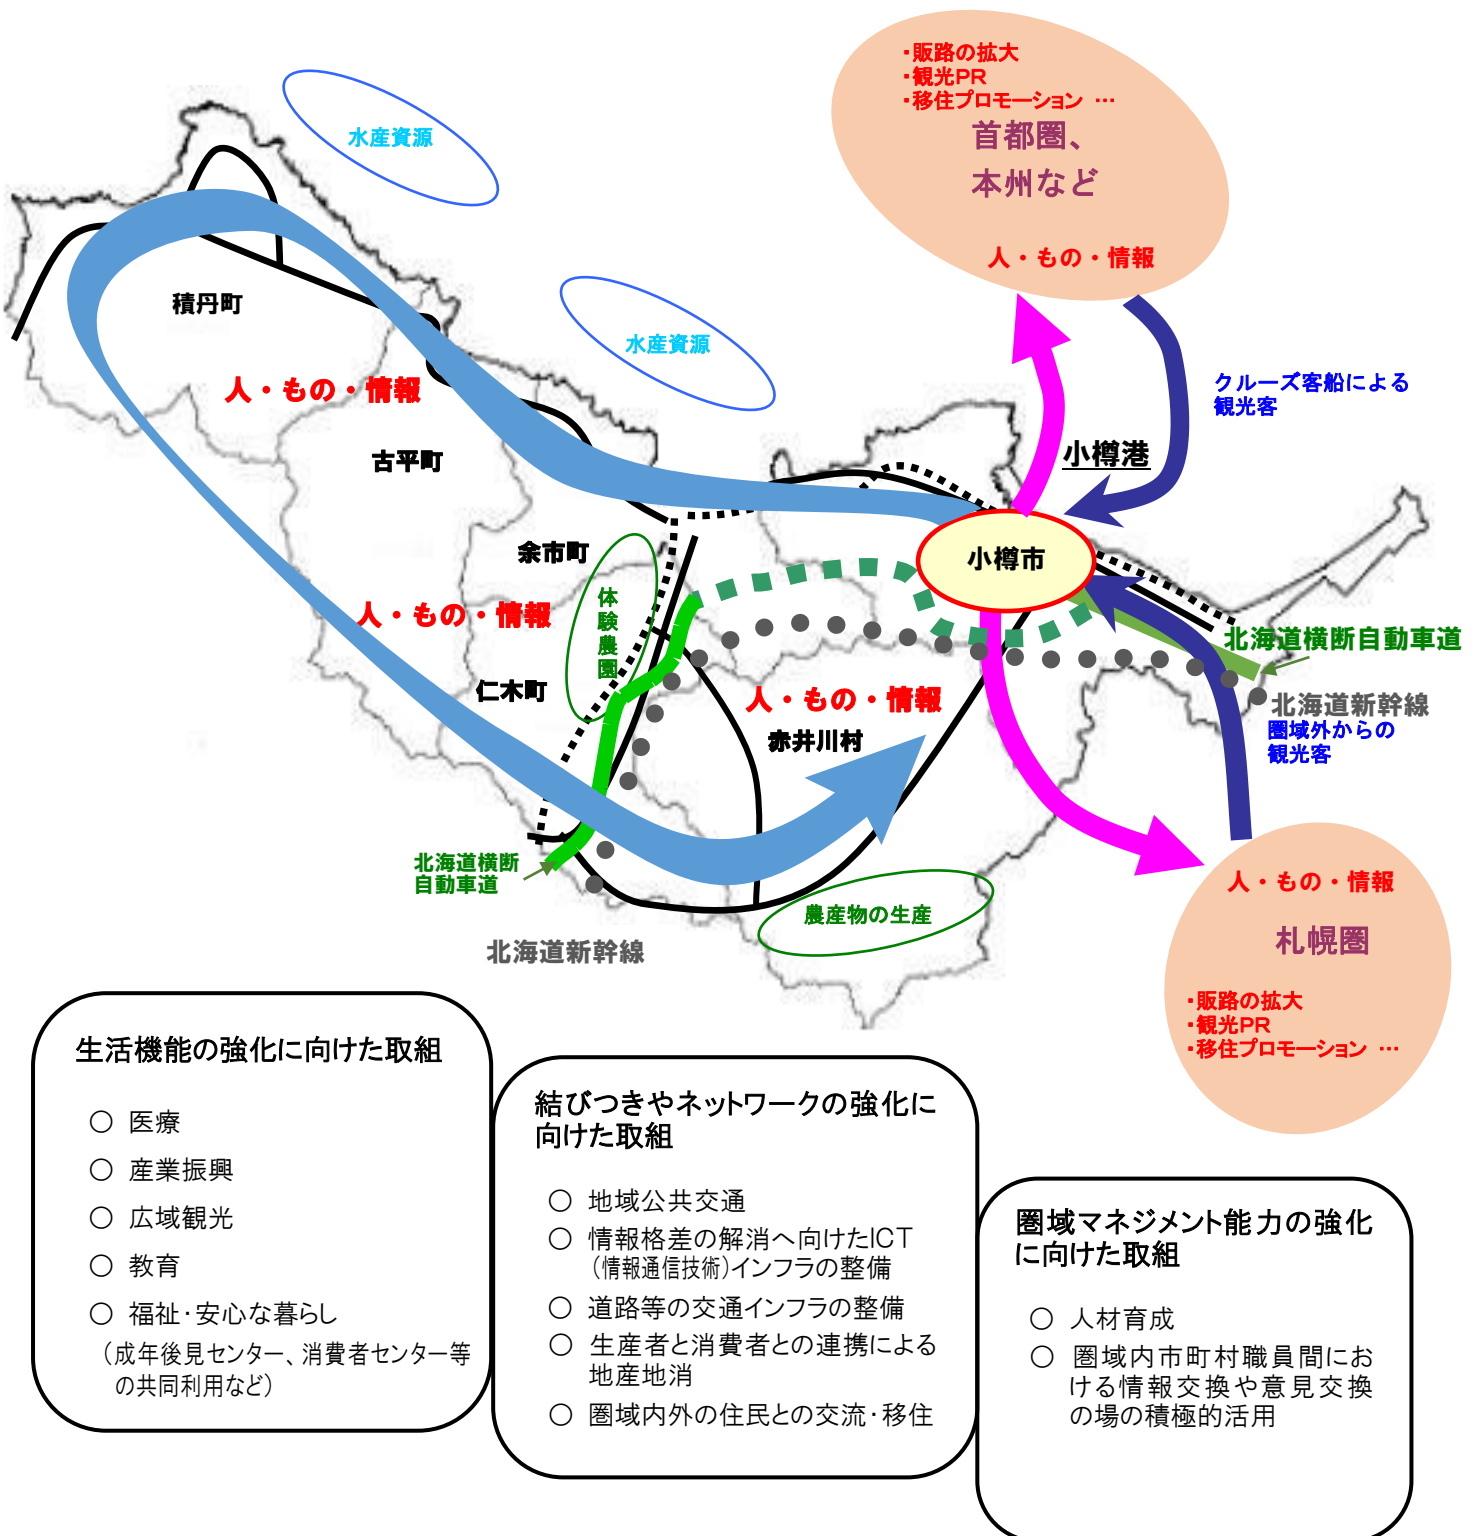 ・販路の拡大
・観光PR
・移住プロモーション …
首都圏、
本州など
人・もの・情報
水産資源
水産資源
積丹町
人・もの・情報
古平町
クルーズ客船による
観光客
小樽港
小樽市
余市町
人・もの・情報
体験農園
仁木町
人・もの・情報
赤井川村
北海道横断自動車道
北海道新幹線
圏域外からの
観光客
北海道横断
自動車道
農産物の生産
北海道新幹線
人・もの・情報
札幌圏
・販路の拡大
・観光PR
・移住プロモーション …
生活機能の強化に向けた取組
○ 医療
○ 産業振興
○ 広域観光
○ 教育
○ 福祉・安心な暮らし
（成年後見センター、消費者センター等
の共同利用など）
結びつきやネットワークの強化に
向けた取組
○ 地域公共交通
○ 情報格差の解消へ向けたICT
（情報通信技術）インフラの整備
○ 道路等の交通インフラの整備
○ 生産者と消費者との連携による
地産地消
○ 圏域内外の住民との交流・移住
圏域マネジメント能力の強化
に向けた取組
○ 人材育成
○ 圏域内市町村職員間にお
ける情報交換や意見交換
の場の積極的活用